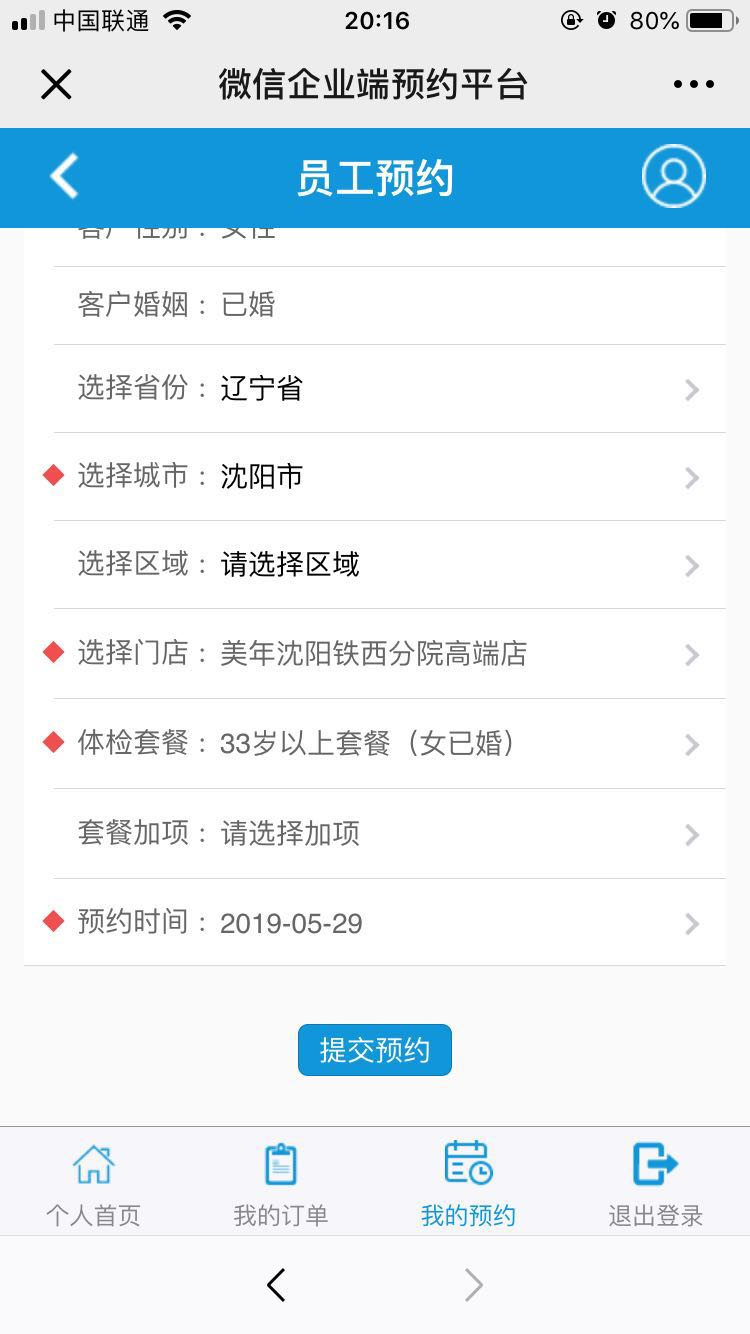 中国联通
20:16
80%
微信企业端预约平台
员工预约
客户性别：女性
客户婚姻：已婚
选择省份：辽宁省
选择城市：沈阳市
选择区域：请选择区域
选择门店：美年沈阳铁西分院高端店
体检套餐：33岁以上套餐（女已婚）
套餐加项：请选择加项
预约时间：2019-05-29
提交预约
个人首页
我的订单
我的预约
退出登录